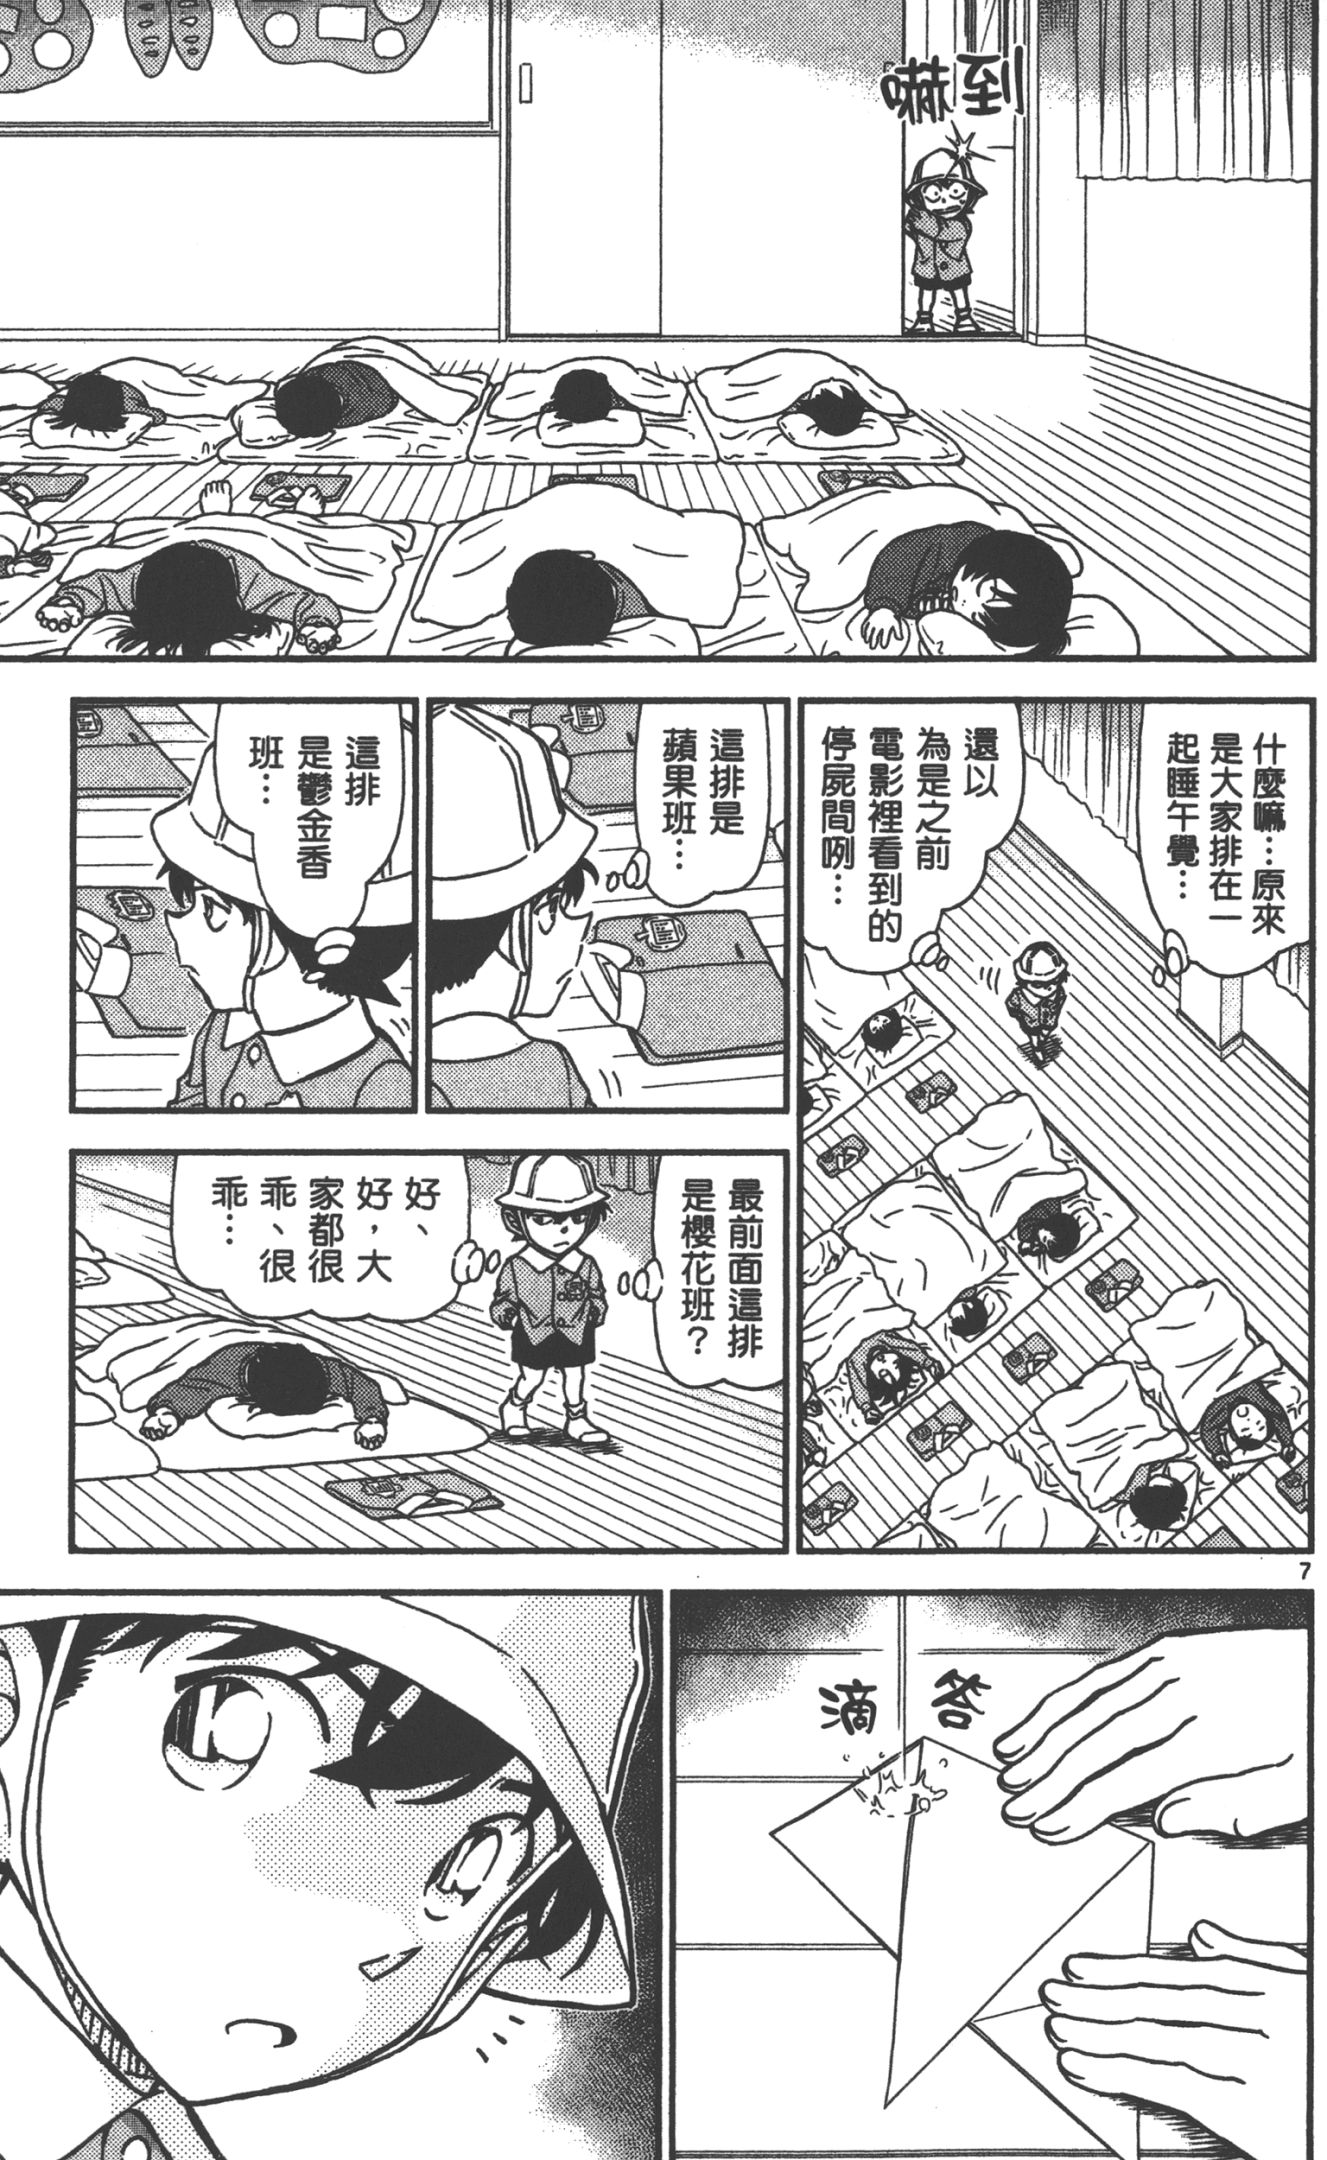 嚇到
什麼嘛…原來
是大家排在一
起睡午覺…
還以
為是之前
電影裡看到的
停屍間咧…
這排是
蘋果班…
這排
是鬱金香
班…
最前面這排
是櫻花班？
好、
好，大
家都很
乖、很
乖…
7
滴答